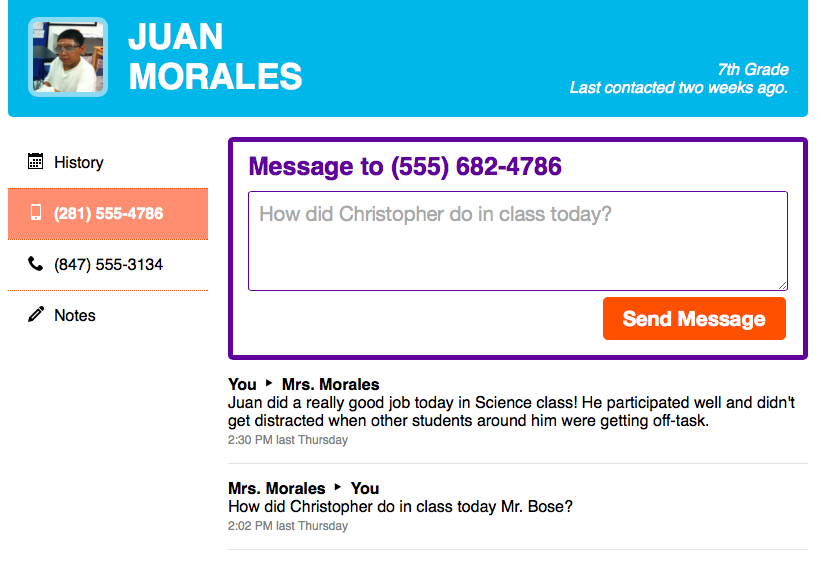 JUAN
MORALES
7th Grade
Last contacted two weeks ago.
History
(281) 555-4786
(847) 555-3134
Notes
Message to (555) 682-4786
How did Christopher do in class today?
Send Message
You ▸ Mrs. Morales
Juan did a really good job today in Science class! He participated well and didn't
get distracted when other students around him were getting off-task.
2:30 PM last Thursday
Mrs. Morales ▸ You
How did Christopher do in class today Mr. Bose?
2:02 PM last Thursday